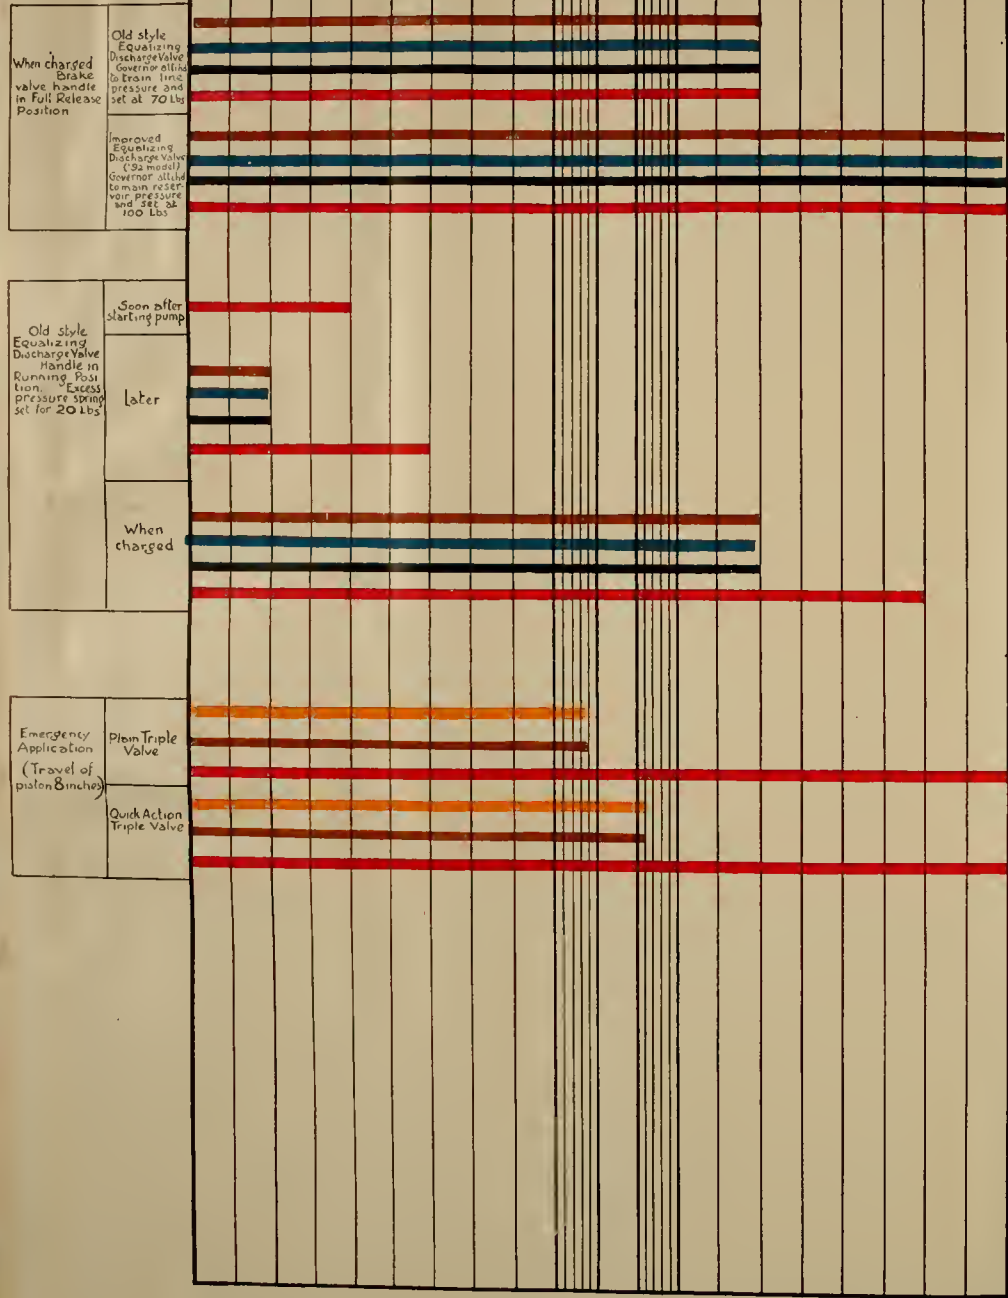 When charged
Brake
valve handle
in Full Release
Position
Old style
Equalizing
Discharge Valve
Governor att'ch'd
to train line
pressure and
set at 70 Lbs
Improved
Equalizing
Discharge Valve
('92 model)
Governor
to main reser-
voir pressure
and set at
100 Lbs
Old style
Equalizing
Discharge Valve
Handle in
Running Posi
tion. Excess
pressure spring
set for 20 Lbs
Soon after
starting pump
Later
When
charged
Emergency
Application
(Travel of
piston 8 inches)
Plain Triple
Valve
Quick Action
Triple Valve